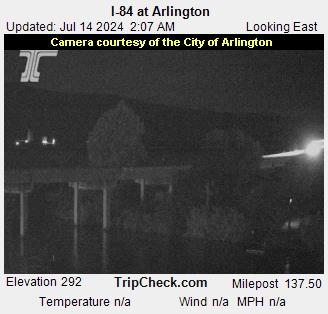 I-84 at Arlington
Updated: Jul 14 2024 2:07 AM Looking East
Camera courtesy of the City of Arlington
Elevation 292 TripCheck.com Milepost 137.50
Temperature n/a Wind n/a MPH n/a